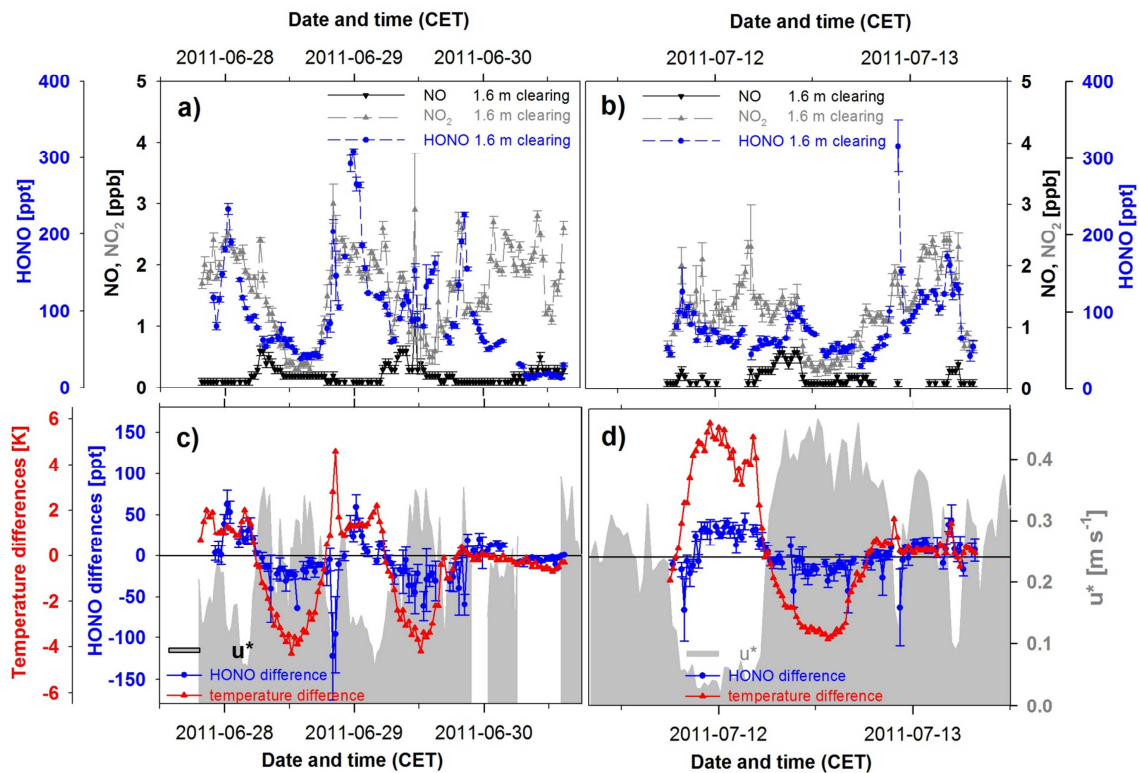 Date and time (CET)
Date and time (CET)
2011-06-28 2011-06-29 2011-06-30
2011-07-12 2011-07-13
400 5
5 400
a)
NO 1.6 m clearing
NO₂ 1.6 m clearing
HONO 1.6 m clearing
b)
NO 1.6 m clearing
NO₂ 1.6 m clearing
HONO 1.6 m clearing
300 4
4 300
HONO [ppt]
NO, NO₂ [ppb]
3
3
200
200
NO, NO₂ [ppb]
HONO [ppt]
2
2
100 1
1 100
0 0
0 0
6 150
c)
d)
4 100
0.4
2 50
0.3
0 0
Temperature differences [K]
HONO differences [ppt]
0.2
u* [m s⁻¹]
-2 -50
-4 -100
0.1
u*
u*
HONO difference
HONO difference
-6 -150
temperature difference
temperature difference
0.0
2011-06-28 2011-06-29 2011-06-30
2011-07-12 2011-07-13
Date and time (CET)
Date and time (CET)